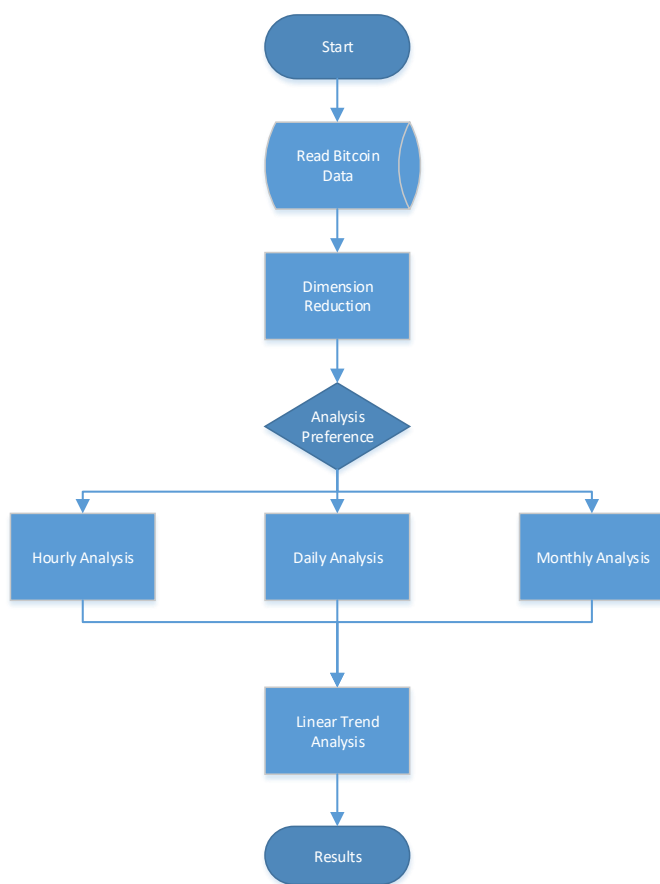 Start
Read Bitcoin
Data
Dimension
Reduction
Analysis
Preference
Hourly Analysis
Daily Analysis
Monthly Analysis
Linear Trend
Analysis
Results